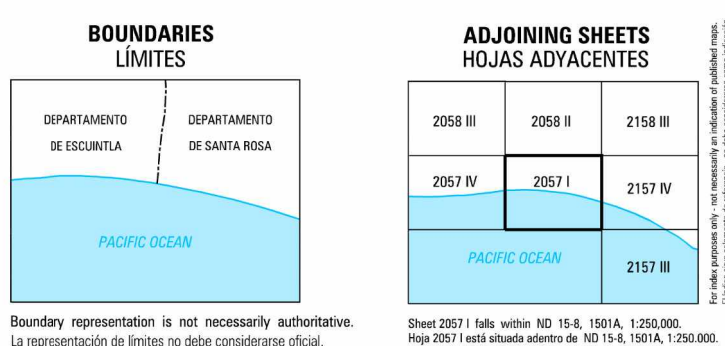 BOUNDARIES
LÍMITES
DEPARTAMENTO
DE ESCUINTLA
DEPARTAMENTO
DE SANTA ROSA
PACIFIC OCEAN
Boundary representation is not necessarily authoritative.
La representación de límites no debe considerarse oficial.
ADJOINING SHEETS
HOJAS ADYACENTES
2058 III
2058 II
2158 III
2057 IV
2057 I
2157 IV
PACIFIC OCEAN
2157 III
Sheet 2057 I falls within ND 15-8, 1501A, 1:250,000.
Hoja 2057 I está situada adentro de ND 15-8, 1501A, 1:250.000.
For index purposes only - not necessarily an indication of published maps.